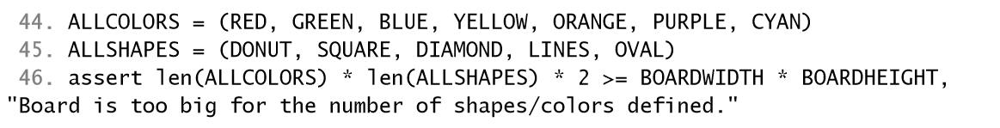 44. ALLCOLORS = (RED, GREEN, BLUE, YELLOW, ORANGE, PURPLE, CYAN)
45. ALLSHAPES = (DONUT, SQUARE, DIAMOND, LINES, OVAL)
46. assert len(ALLCOLORS) * len(ALLSHAPES) * 2 >= BOARDWIDTH * BOARDHEIGHT,
"Board is too big for the number of shapes/colors defined."